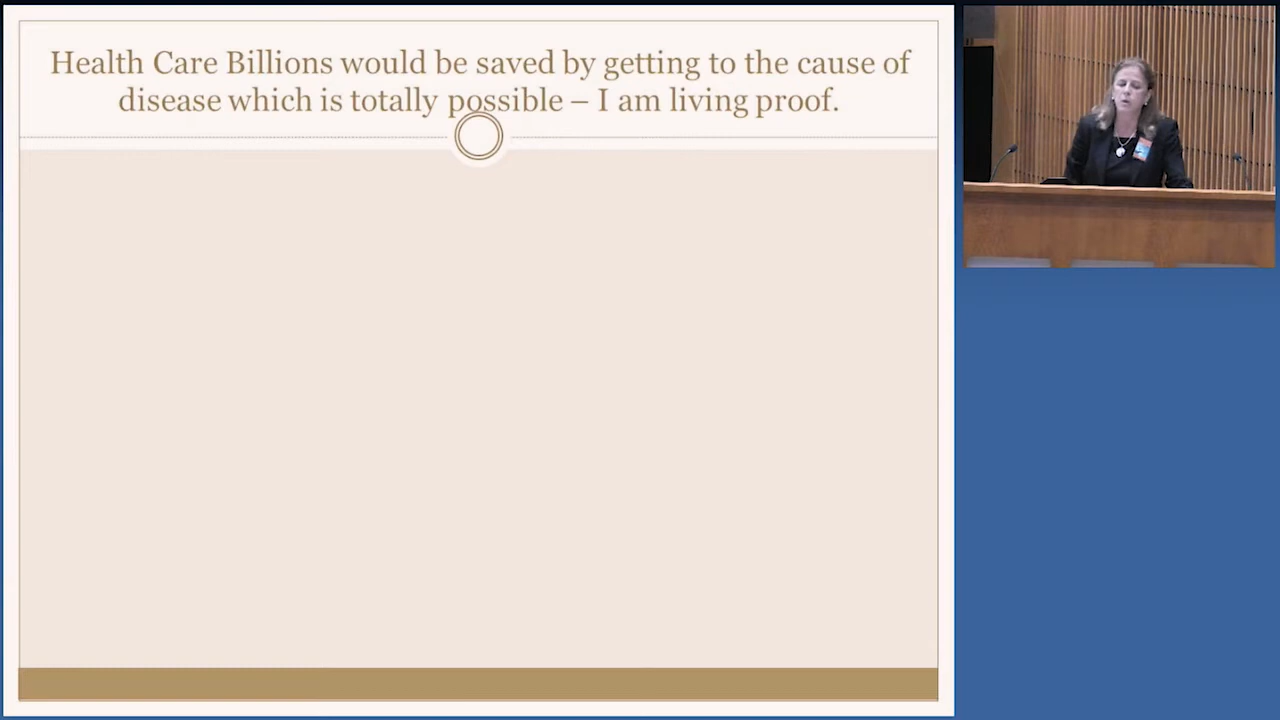 Health Care Billions would be saved by getting to the cause of
disease which is totally possible – I am living proof.